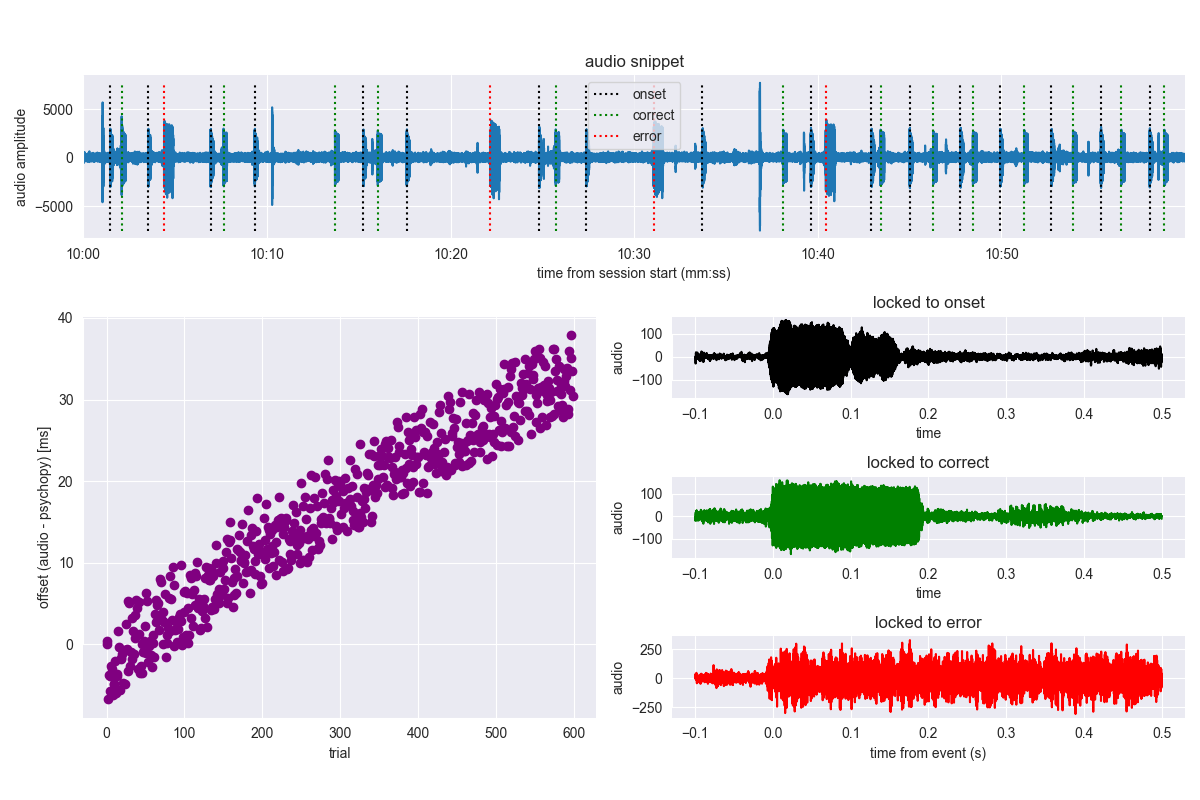 audio snippet
audio amplitude
5000
0
−5000
onset
correct
error
10:00 10:10 10:20 10:30 10:40 10:50
time from session start (mm:ss)
offset (audio - psychopy) [ms]
40
30
20
10
0
0 100 200 300 400 500 600
trial
locked to onset
audio
100
0
−100
−0.1 0.0 0.1 0.2 0.3 0.4 0.5
time
locked to correct
audio
100
0
−100
−0.1 0.0 0.1 0.2 0.3 0.4 0.5
time
locked to error
audio
250
0
−250
−0.1 0.0 0.1 0.2 0.3 0.4 0.5
time from event (s)